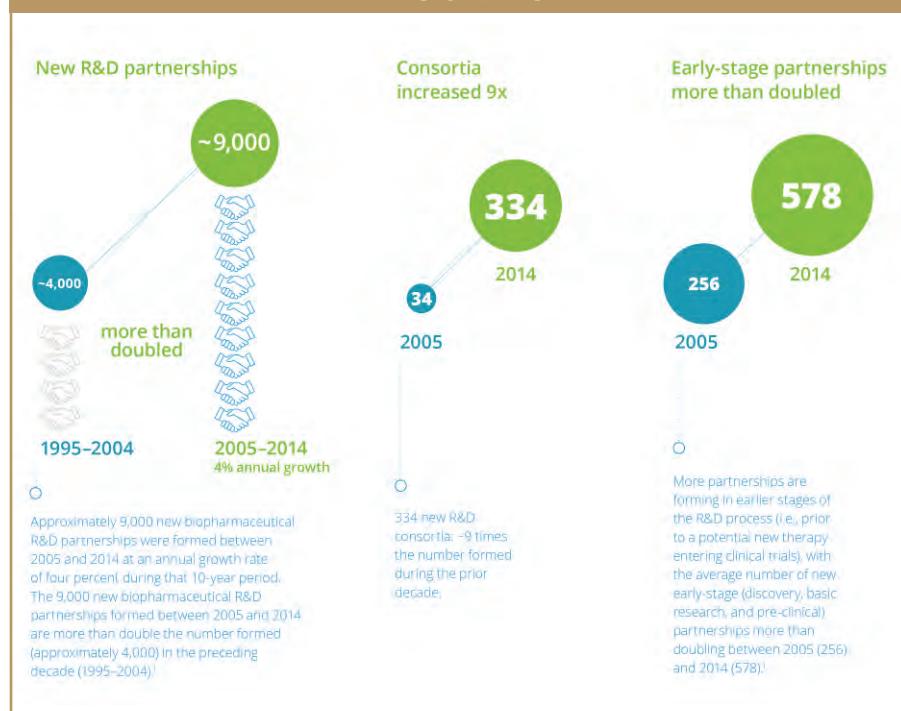 New R&D partnerships
~9,000
~4,000
more than
doubled
1995–2004
2005–2014
4% annual growth
Approximately 9,000 new biopharmaceutical
R&D partnerships were formed between
2005 and 2014 at an annual growth rate
of four percent during that 10-year period.
The 9,000 new biopharmaceutical R&D
partnerships formed between 2005 and 2014
are more than double the number formed
(approximately 4,000) in the preceding
decade (1995–2004).¹
Consortia
increased 9x
334
2014
34
2005
334 new R&D
consortia: ~9 times
the number formed
during the prior
decade.
Early-stage partnerships
more than doubled
578
2014
256
2005
More partnerships are
forming in earlier stages of
the R&D process (i.e., prior
to a potential new therapy
entering clinical trials), with
the average number of new
early-stage (discovery, basic
research, and pre-clinical)
partnerships more than
doubling between 2005 (256)
and 2014 (578).¹